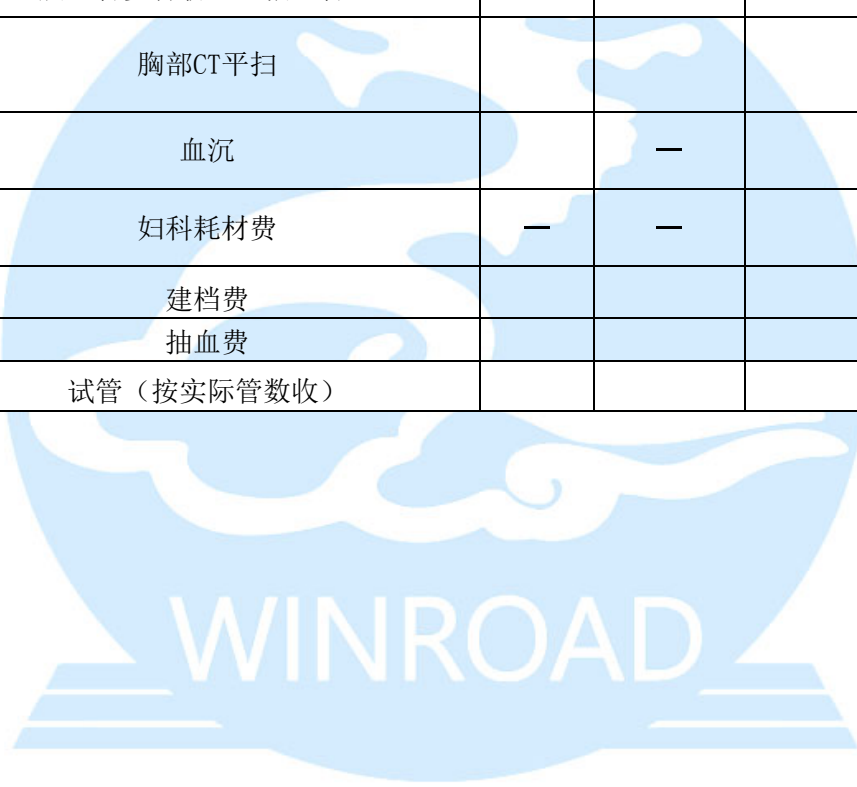 胸部CT平扫
血沉 —
妇科耗材费 — —
建档费
抽血费
试管（按实际管数收）
WINROAD